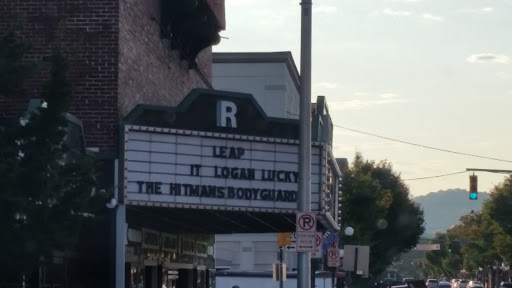 R
LEAP
IT LOGAN LUCKY
THE HITMANS BODYGUARD